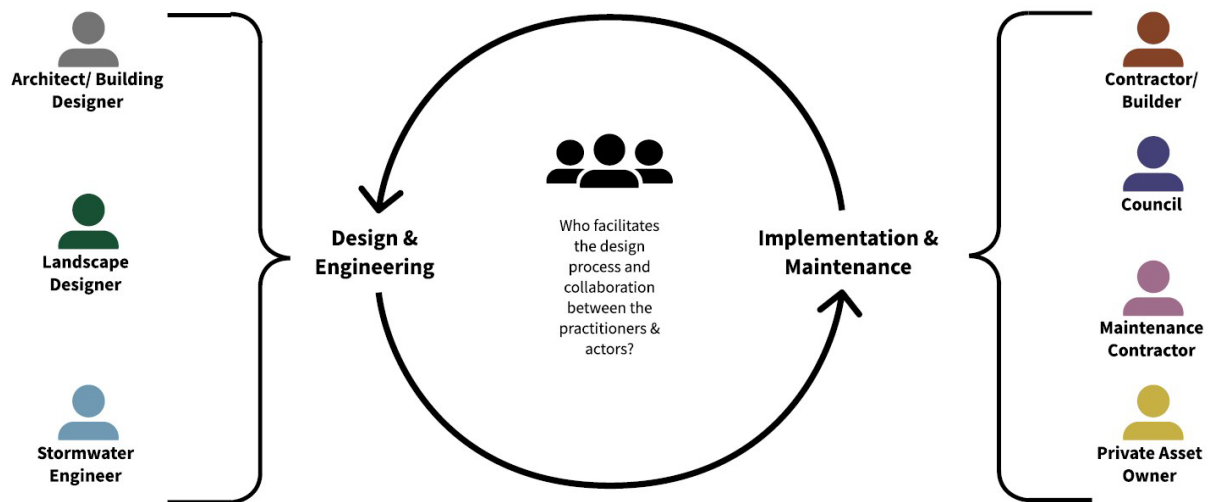 Architect/ Building
Designer
Landscape
Designer
Stormwater
Engineer
Design &
Engineering
Who facilitates
the design
process and
collaboration
between the
practitioners &
actors?
Implementation &
Maintenance
Contractor/
Builder
Council
Maintenance
Contractor
Private Asset
Owner